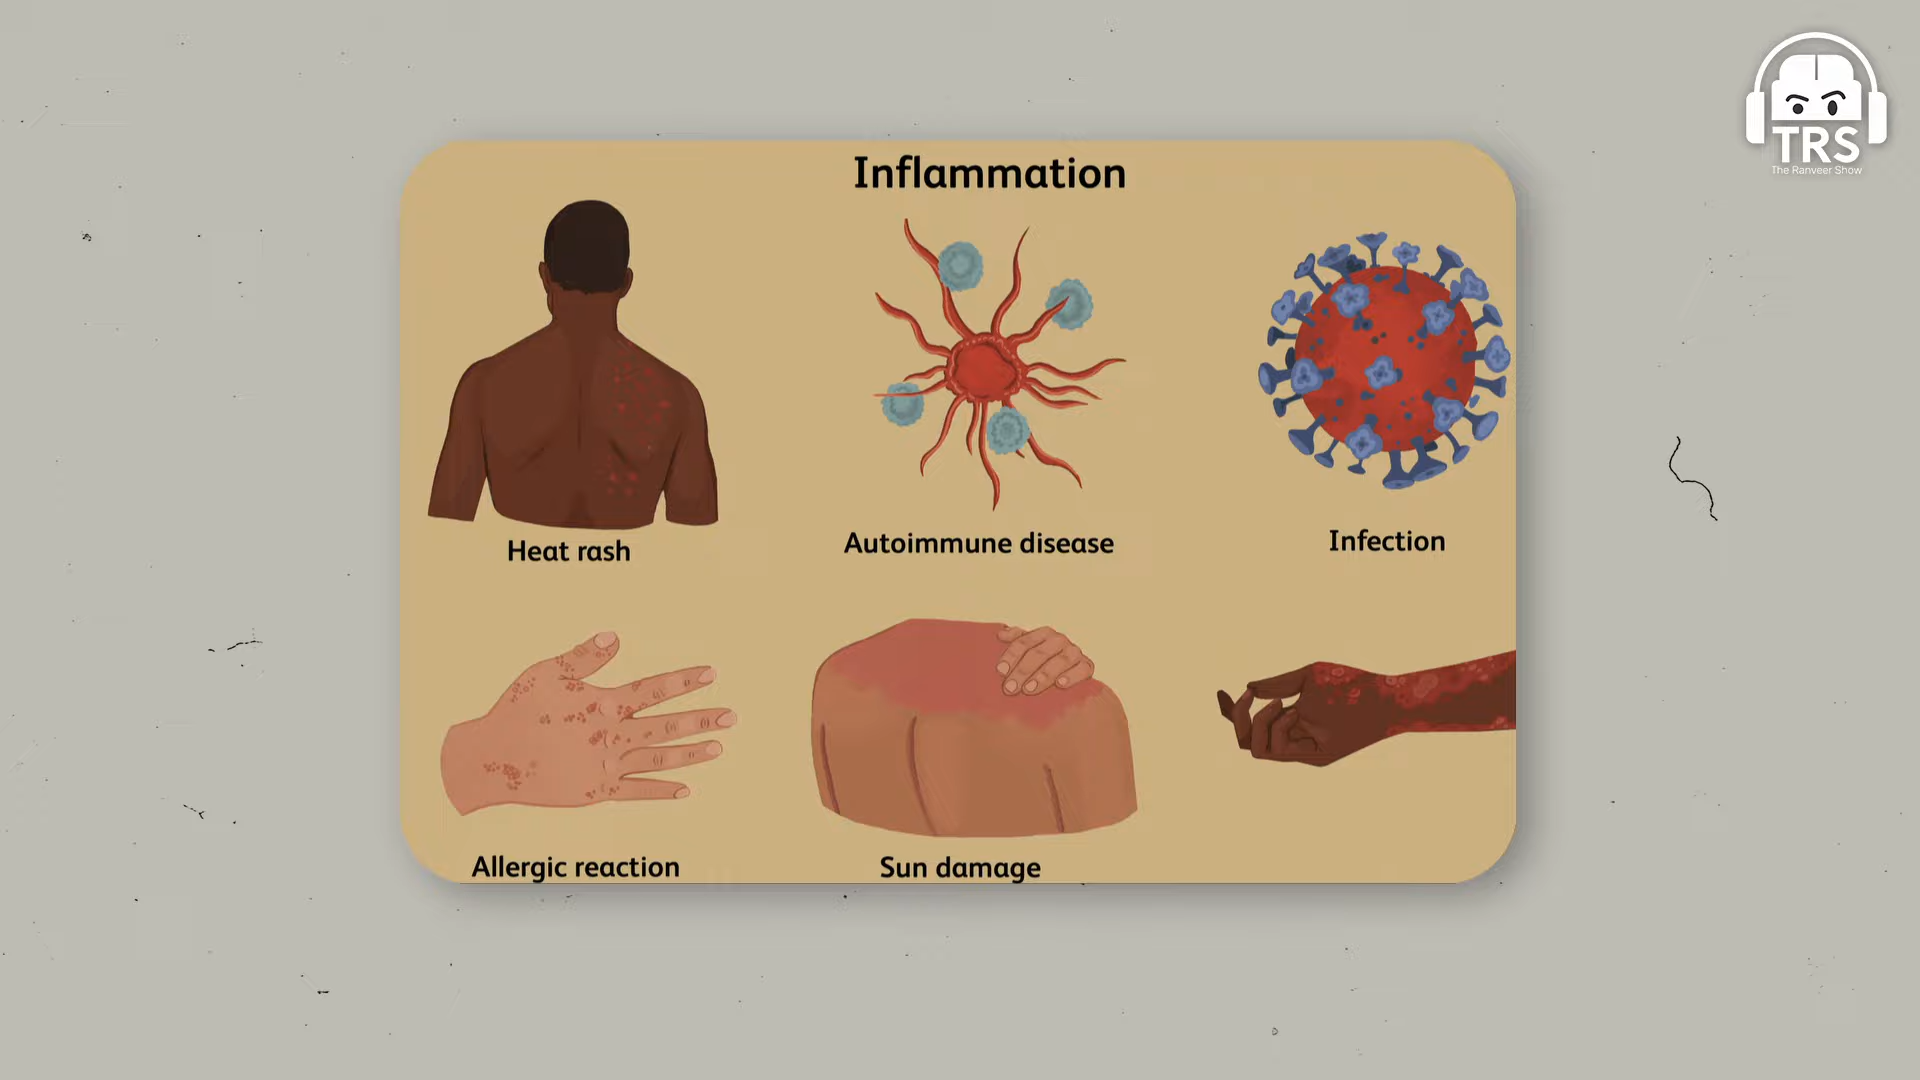 TRS
The Ranveer Show
Inflammation
Heat rash
Autoimmune disease
Infection
Allergic reaction
Sun damage